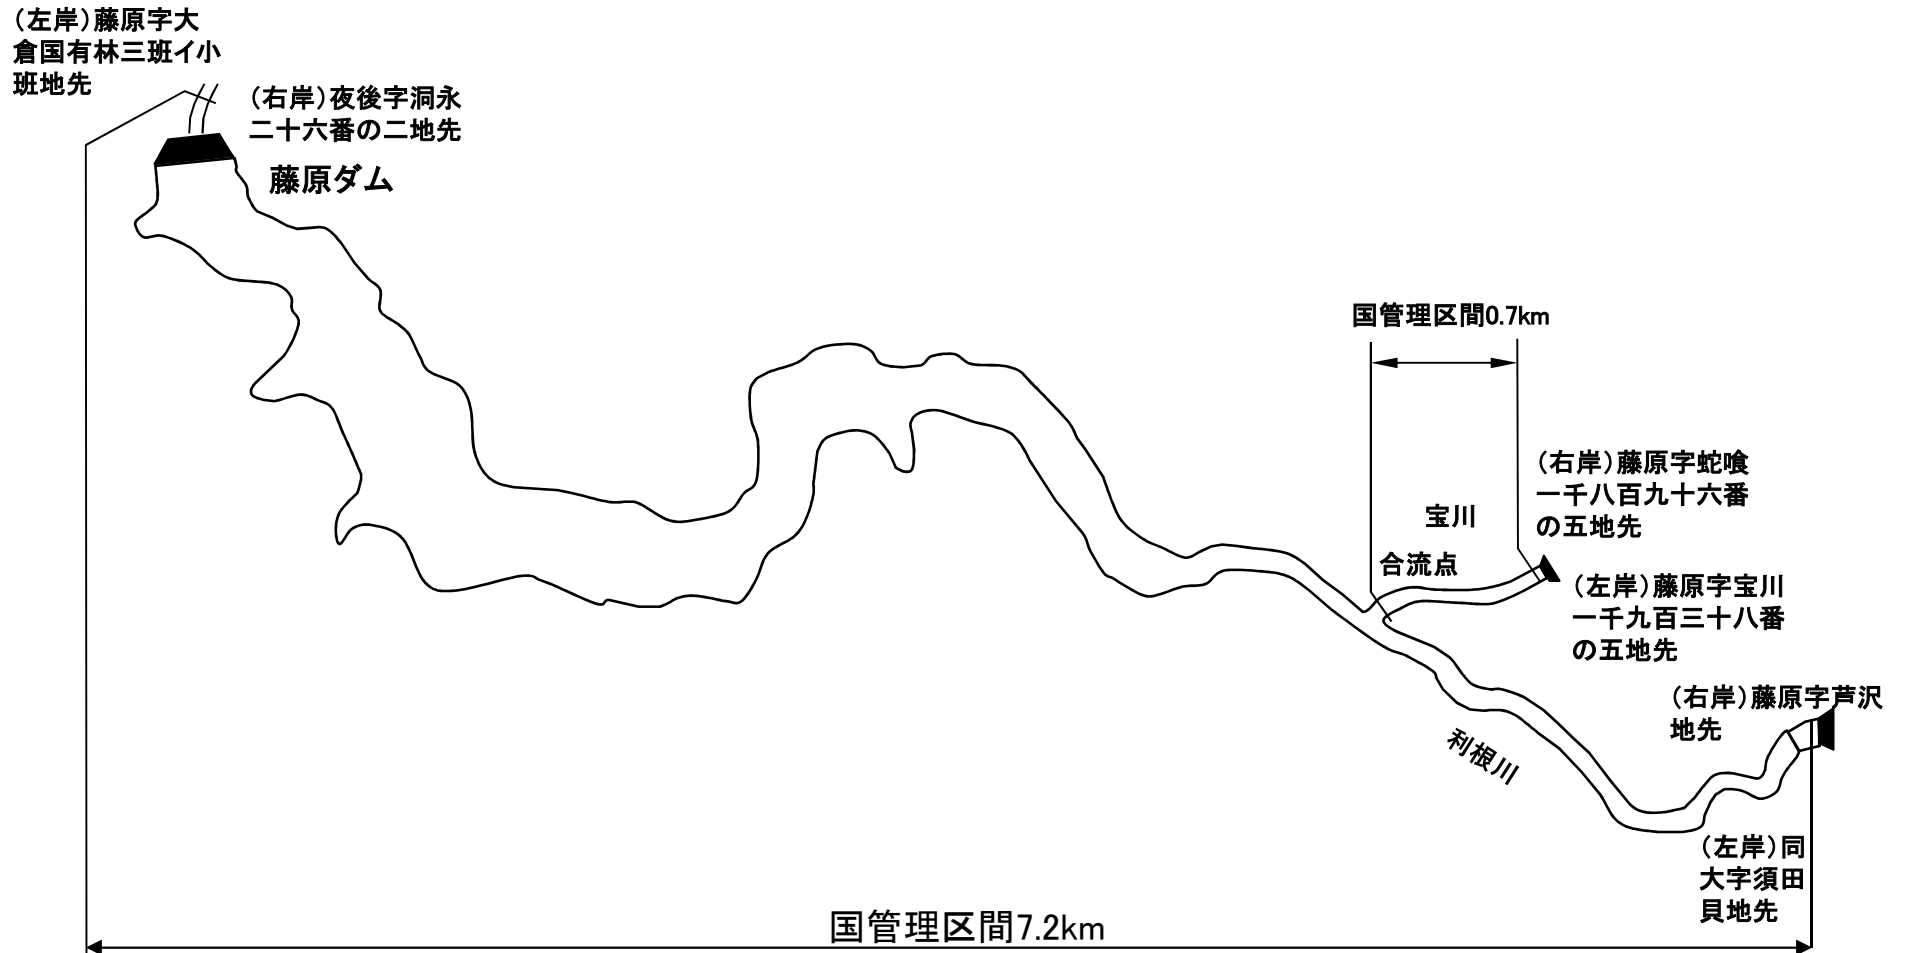 （左岸）藤原字大
倉国有林三班イ小
班地先
（右岸）夜後字洞永
二十六番の二地先
藤原ダム
国管理区間0.7km
（右岸）藤原字蛇喰
一千八百九十六番
の五地先
宝川
合流点
（左岸）藤原字宝川
一千九百三十八番
の五地先
（右岸）藤原字芦沢
地先
利根川
（左岸）同
大字須田
貝地先
国管理区間7.2km